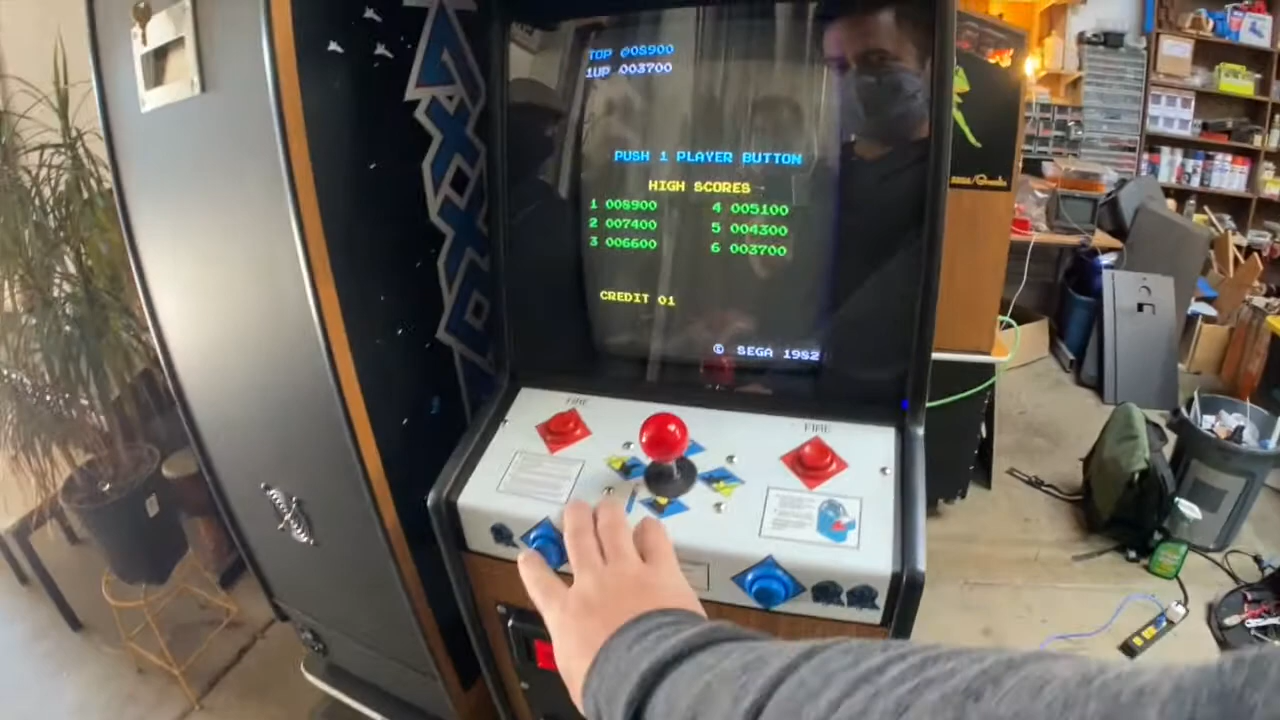 ZAXXON
TOP 008900
1UP 003700
PUSH 1 PLAYER BUTTON
HIGH SCORES
1 008900 4 005100
2 007400 5 004300
3 006600 6 003700
CREDIT 01
© SEGA 1982
FIRE
FIRE